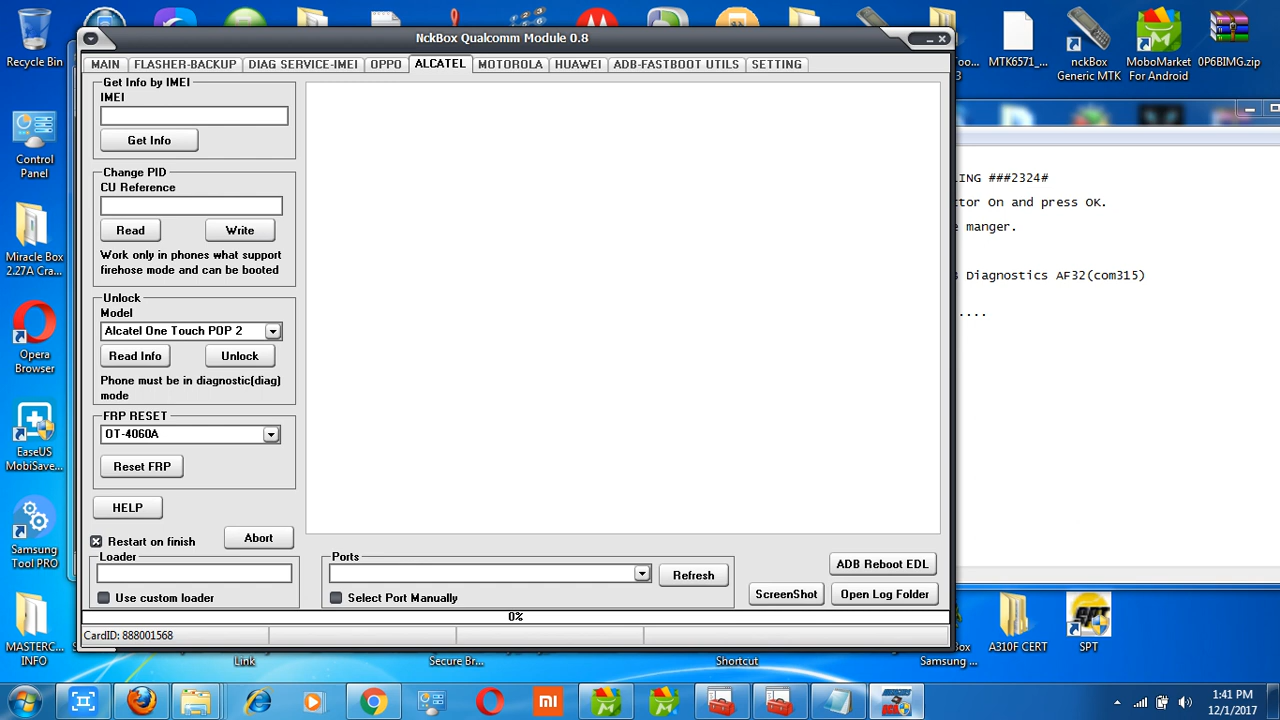 NckBox Qualcomm Module 0.8
MAIN FLASHER-BACKUP DIAG SERVICE-IMEI OPPO ALCATEL MOTOROLA HUAWEI ADB-FASTBOOT UTILS SETTING
Get Info by IMEI
IMEI
Get Info
Change PID
CU Reference
Read Write
Work only in phones what support
firehose mode and can be booted
Unlock
Model
Alcatel One Touch POP 2
Read Info Unlock
Phone must be in diagnostic(diag)
mode
FRP RESET
OT-4060A
Reset FRP
HELP
Restart on finish
Abort
Loader
Use custom loader
Ports
Refresh
Select Port Manually
ADB Reboot EDL
ScreenShot Open Log Folder
0%
CardID: 888001568
Recycle Bin
Control
Panel
Miracle Box
2.27A Cra...
Opera
Browser
EaseUS
MobiSave...
Samsung
Tool PRO
MASTERC...
INFO
Link
Secure Br...
Shortcut
Samsung ...
A310F CERT
SPT
SPT
MTK6571_...
nckBox
Generic MTK
MoboMarket
For Android
0P6BIMG.zip
LING ###2324#
ctor On and press OK.
e manger.
Diagnostics AF32(com315)
....
1:41 PM
12/1/2017